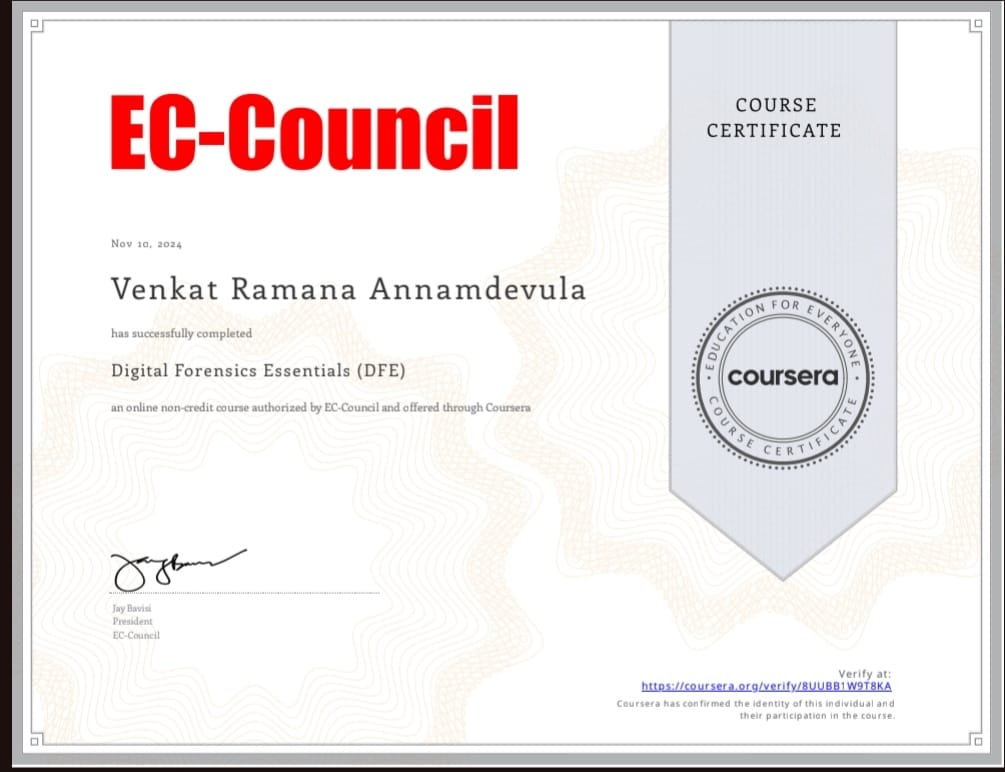 EC-Council
COURSE
CERTIFICATE
Nov 10, 2024
Venkat Ramana Annamdevula
has successfully completed
Digital Forensics Essentials (DFE)
an online non-credit course authorized by EC-Council and offered through Coursera
EDUCATION FOR EVERYONE
coursera
COURSE CERTIFICATE
Jay Bavisi
President
EC-Council
Verify at:
https://coursera.org/verify/8UUBB1W9T8KA
Coursera has confirmed the identity of this individual and
their participation in the course.